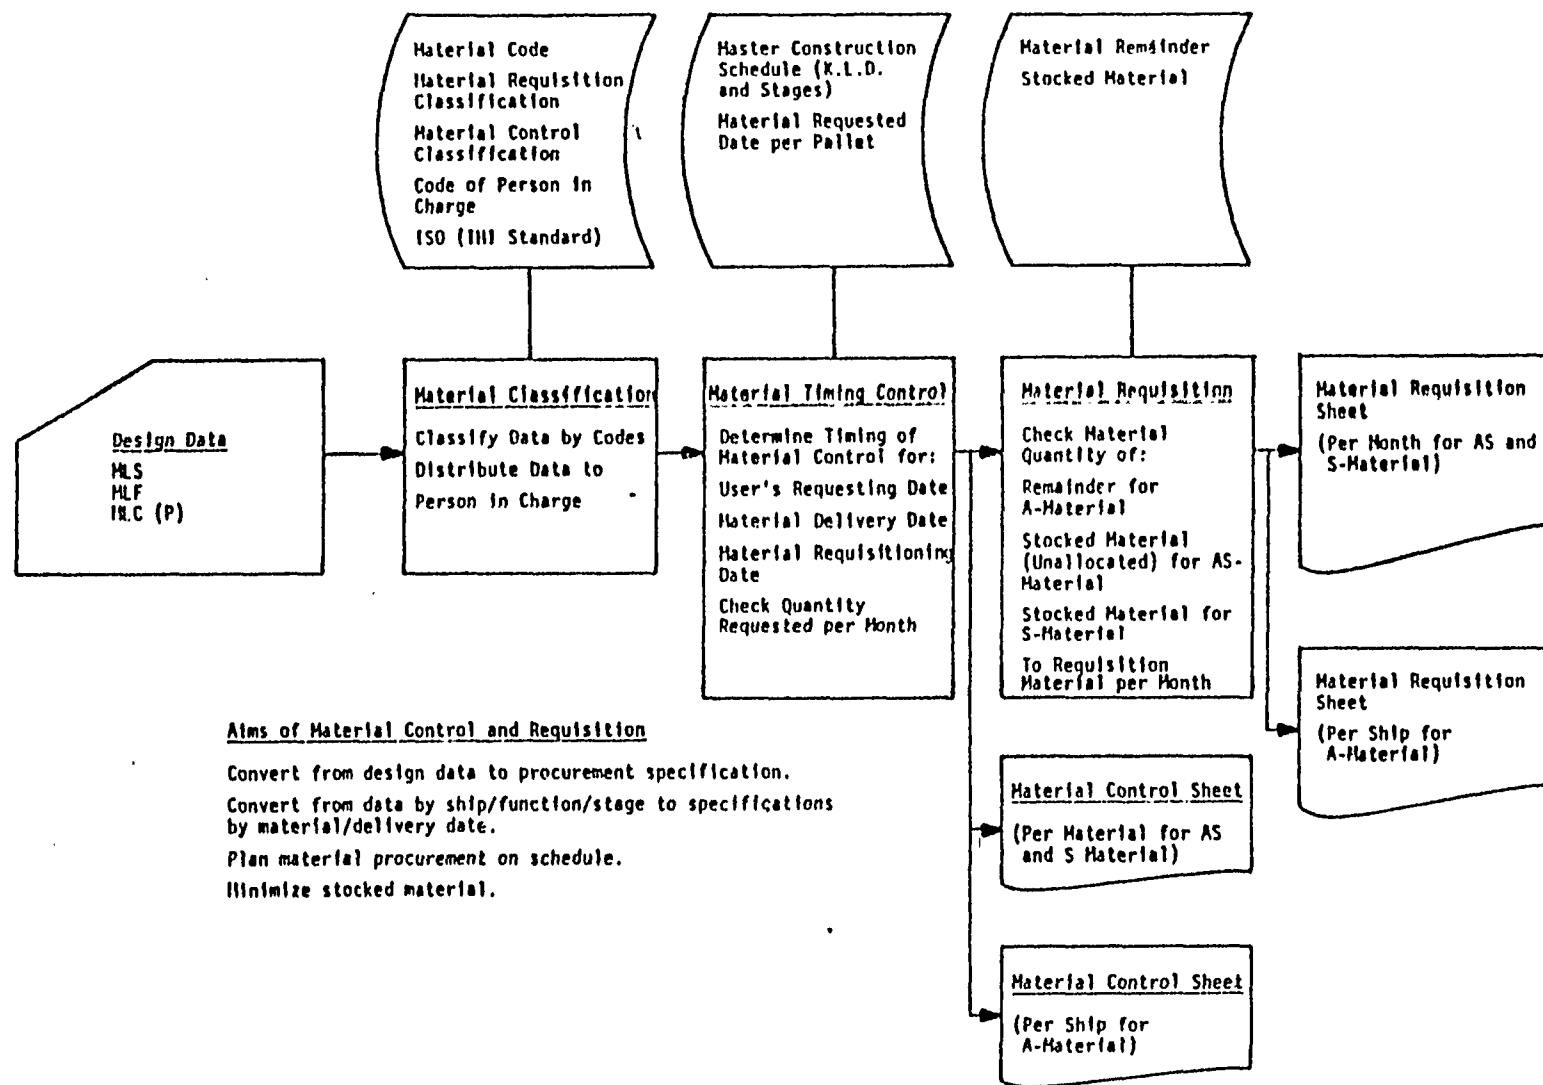 Material Code
Material Requisition
Classification
Material Control
Classification
Code of Person in
Charge
ISO (IHI Standard)
Master Construction
Schedule (K.L.D.
and Stages)
Material Requested
Date per Pallet
Material Remainder
Stocked Material
Design Data
MLS
MLF
MLC (P)
Material Classification
Classify Data by Codes
Distribute Data to
Person in Charge
Material Timing Control
Determine Timing of
Material Control for:
User's Requesting Date
Material Delivery Date
Material Requisitioning
Date
Check Quantity
Requested per Month
Material Requisition
Check Material
Quantity of:
Remainder for
A-Material
Stocked Material
(Unallocated) for AS-
Material
Stocked Material for
S-Material
To Requisition
Material per Month
Material Requisition
Sheet
(Per Month for AS and
S-Material)
Material Requisition
Sheet
(Per Ship for
A-Material)
Material Control Sheet
(Per Material for AS
and S Material)
Material Control Sheet
(Per Ship for
A-Material)
Aims of Material Control and Requisition
Convert from design data to procurement specification.
Convert from data by ship/function/stage to specifications
by material/delivery date.
Plan material procurement on schedule.
Minimize stocked material.